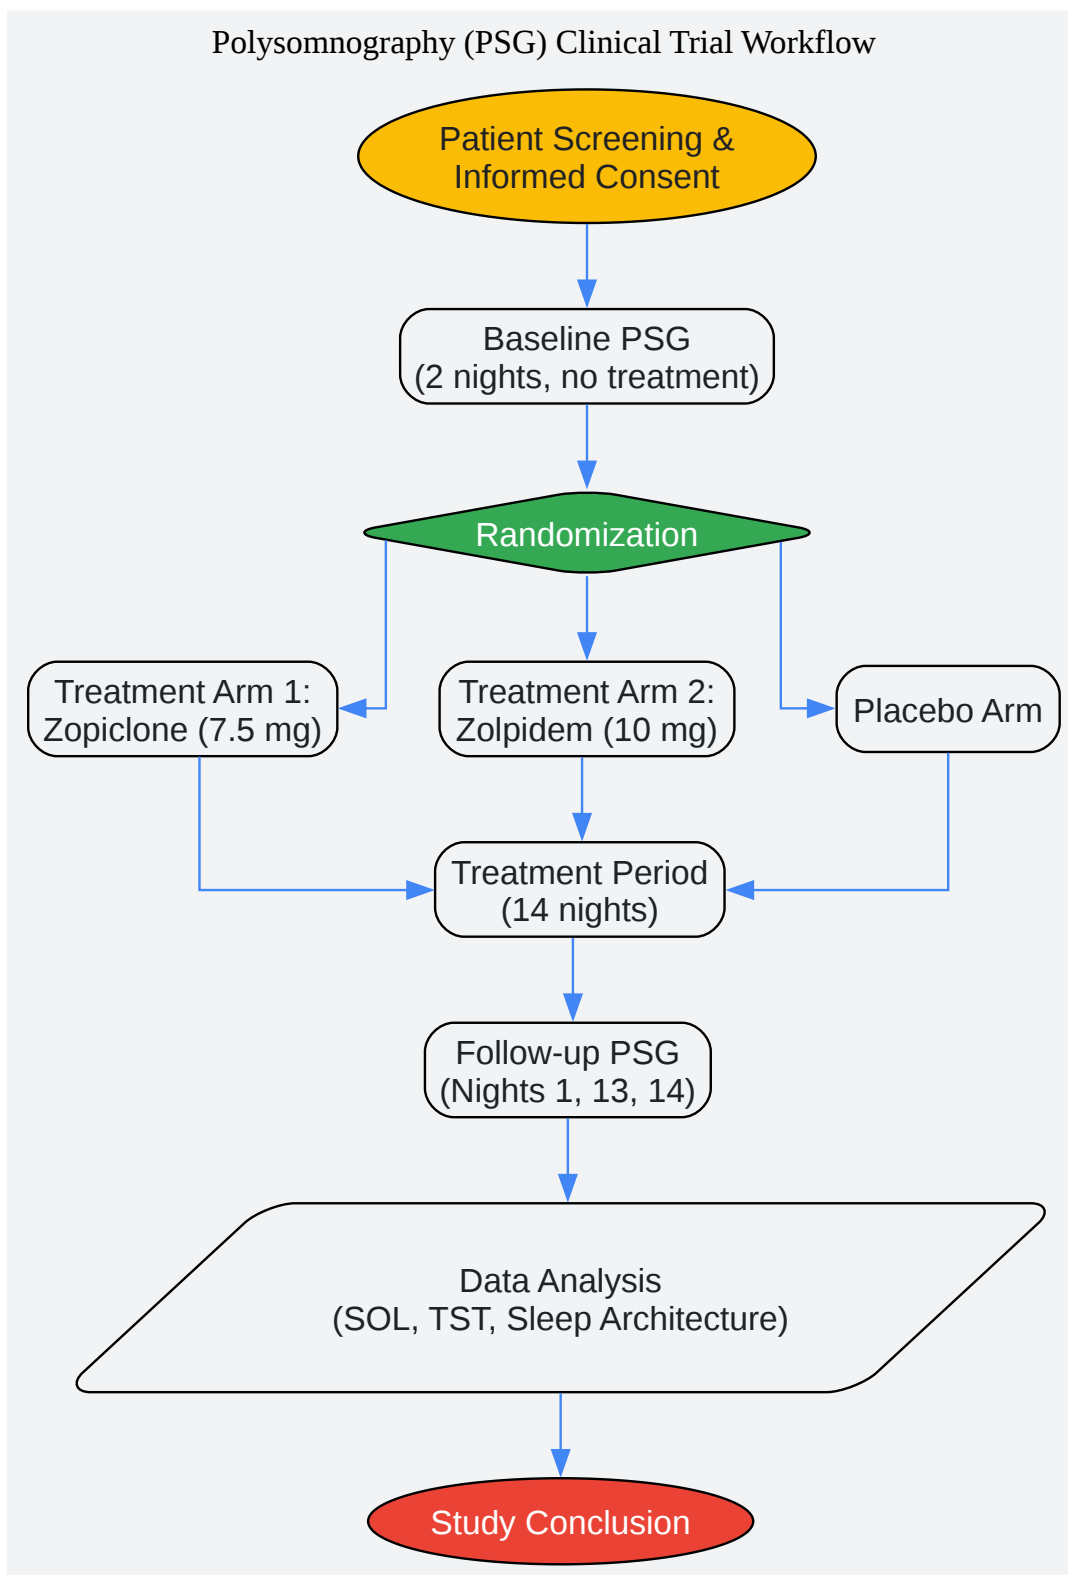 Polysomnography (PSG) Clinical Trial Workflow
Patient Screening &
Informed Consent
Baseline PSG
(2 nights, no treatment)
Randomization
Treatment Arm 1:
Zopiclone (7.5 mg)
Treatment Arm 2:
Zolpidem (10 mg)
Placebo Arm
Treatment Period
(14 nights)
Follow-up PSG
(Nights 1, 13, 14)
Data Analysis
(SOL, TST, Sleep Architecture)
Study Conclusion